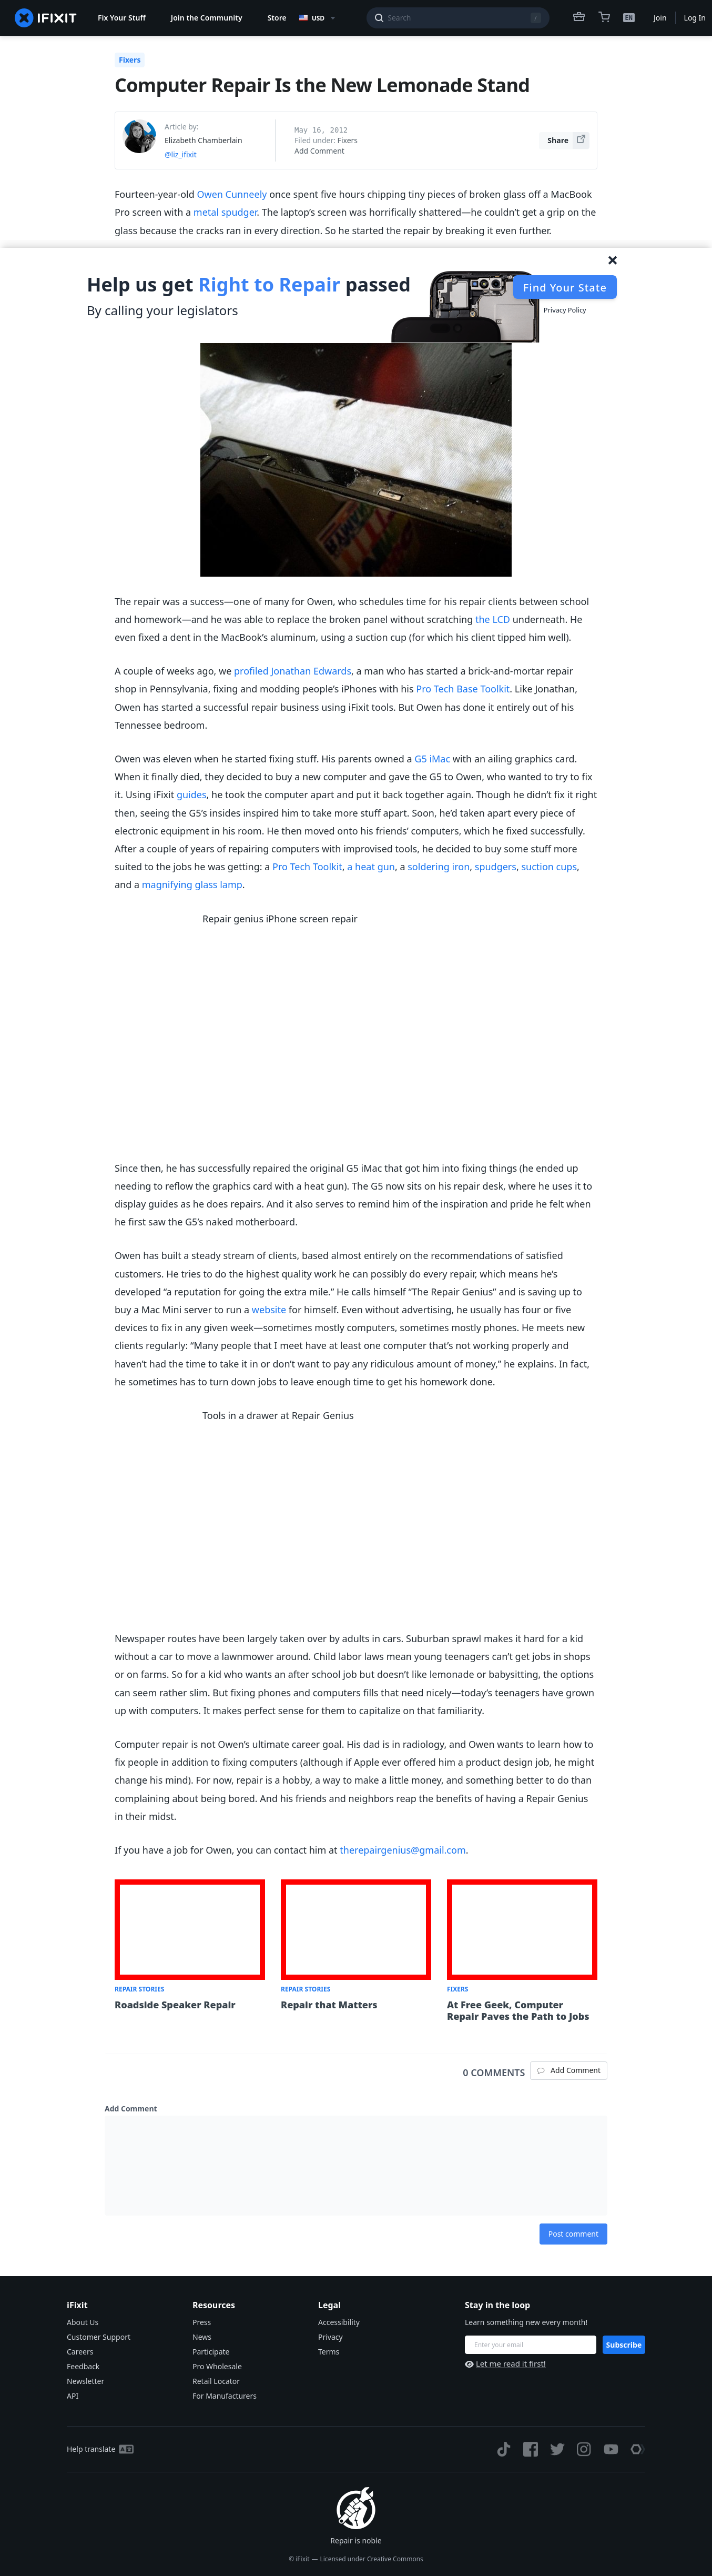 IFIXIT
Fix Your Stuff
Join the Community
Store
USD
Search
/
EN
Join
Log In
Fixers
Computer Repair Is the New Lemonade Stand
Article by:
Elizabeth Chamberlain
@liz_ifixit
May 16, 2012
Filed under: Fixers
Add Comment
Share
Fourteen-year-old Owen Cunneely once spent five hours chipping tiny pieces of broken glass off a MacBook
Pro screen with a metal spudger. The laptop’s screen was horrifically shattered—he couldn’t get a grip on the
glass because the cracks ran in every direction. So he started the repair by breaking it even further.
Help us get Right to Repair passed
By calling your legislators
Find Your State
Privacy Policy
The repair was a success—one of many for Owen, who schedules time for his repair clients between school
and homework—and he was able to replace the broken panel without scratching the LCD underneath. He
even fixed a dent in the MacBook’s aluminum, using a suction cup (for which his client tipped him well).
A couple of weeks ago, we profiled Jonathan Edwards, a man who has started a brick-and-mortar repair
shop in Pennsylvania, fixing and modding people’s iPhones with his Pro Tech Base Toolkit. Like Jonathan,
Owen has started a successful repair business using iFixit tools. But Owen has done it entirely out of his
Tennessee bedroom.
Owen was eleven when he started fixing stuff. His parents owned a G5 iMac with an ailing graphics card.
When it finally died, they decided to buy a new computer and gave the G5 to Owen, who wanted to try to fix
it. Using iFixit guides, he took the computer apart and put it back together again. Though he didn’t fix it right
then, seeing the G5’s insides inspired him to take more stuff apart. Soon, he’d taken apart every piece of
electronic equipment in his room. He then moved onto his friends’ computers, which he fixed successfully.
After a couple of years of repairing computers with improvised tools, he decided to buy some stuff more
suited to the jobs he was getting: a Pro Tech Toolkit, a heat gun, a soldering iron, spudgers, suction cups,
and a magnifying glass lamp.
Repair genius iPhone screen repair
Since then, he has successfully repaired the original G5 iMac that got him into fixing things (he ended up
needing to reflow the graphics card with a heat gun). The G5 now sits on his repair desk, where he uses it to
display guides as he does repairs. And it also serves to remind him of the inspiration and pride he felt when
he first saw the G5’s naked motherboard.
Owen has built a steady stream of clients, based almost entirely on the recommendations of satisfied
customers. He tries to do the highest quality work he can possibly do every repair, which means he’s
developed “a reputation for going the extra mile.” He calls himself “The Repair Genius” and is saving up to
buy a Mac Mini server to run a website for himself. Even without advertising, he usually has four or five
devices to fix in any given week—sometimes mostly computers, sometimes mostly phones. He meets new
clients regularly: “Many people that I meet have at least one computer that’s not working properly and
haven’t had the time to take it in or don’t want to pay any ridiculous amount of money,” he explains. In fact,
he sometimes has to turn down jobs to leave enough time to get his homework done.
Tools in a drawer at Repair Genius
Newspaper routes have been largely taken over by adults in cars. Suburban sprawl makes it hard for a kid
without a car to move a lawnmower around. Child labor laws mean young teenagers can’t get jobs in shops
or on farms. So for a kid who wants an after school job but doesn’t like lemonade or babysitting, the options
can seem rather slim. But fixing phones and computers fills that need nicely—today’s teenagers have grown
up with computers. It makes perfect sense for them to capitalize on that familiarity.
Computer repair is not Owen’s ultimate career goal. His dad is in radiology, and Owen wants to learn how to
fix people in addition to fixing computers (although if Apple ever offered him a product design job, he might
change his mind). For now, repair is a hobby, a way to make a little money, and something better to do than
complaining about being bored. And his friends and neighbors reap the benefits of having a Repair Genius
in their midst.
If you have a job for Owen, you can contact him at therepairgenius@gmail.com.
REPAIR STORIES
Roadside Speaker Repair
REPAIR STORIES
Repair that Matters
FIXERS
At Free Geek, Computer
Repair Paves the Path to Jobs
0 COMMENTS
Add Comment
Add Comment
Post comment
iFixit
About Us
Customer Support
Careers
Feedback
Newsletter
API
Resources
Press
News
Participate
Pro Wholesale
Retail Locator
For Manufacturers
Legal
Accessibility
Privacy
Terms
Stay in the loop
Learn something new every month!
Enter your email
Subscribe
Let me read it first!
Help translate
Repair is noble
© iFixit — Licensed under Creative Commons